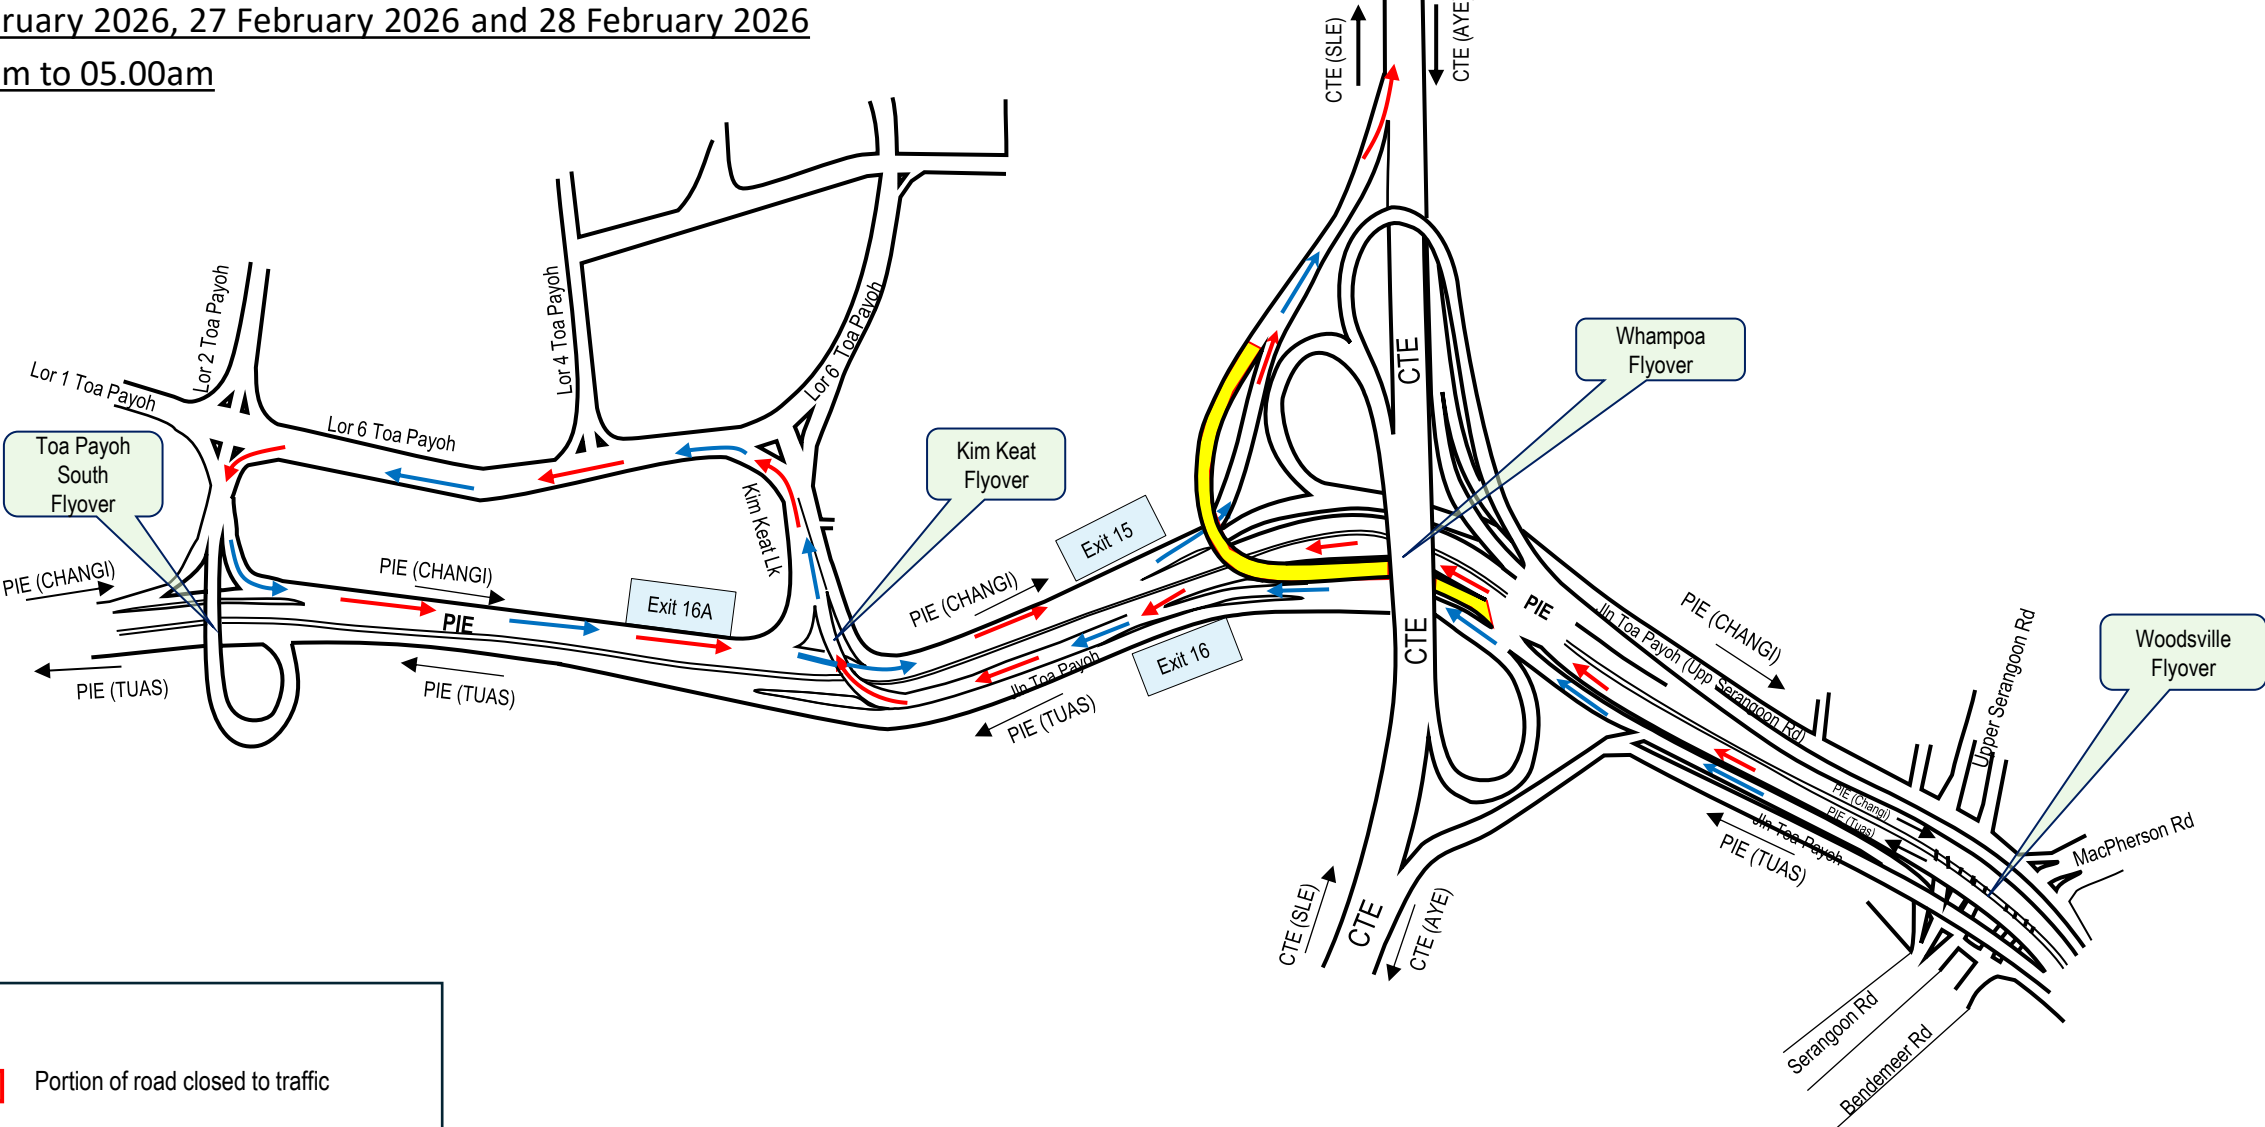 ruary 2026, 27 February 2026 and 28 February 2026
m to 05.00am
CTE (SLE)
CTE (AYE)
Lor 2 Toa Payoh
Lor 1 Toa Payoh
Lor 4 Toa Payoh
Lor 6 Toa Payoh
Lor 6 Toa Payoh
Toa Payoh
South
Flyover
Kim Keat
Flyover
Whampoa
Flyover
Woodsville
Flyover
Kim Keat Lk
Exit 15
Exit 16A
Exit 16
PIE (CHANGI)
PIE (CHANGI)
PIE (CHANGI)
PIE (CHANGI)
PIE
PIE
PIE (TUAS)
PIE (TUAS)
PIE (TUAS)
PIE (TUAS)
Jln Toa Payoh
CTE
CTE
CTE
Jln Toa Payoh (Upp Serangoon Rd)
Upper Serangoon Rd
MacPherson Rd
PIE (Changi)
PIE (Tuas)
Jln Toa Payoh
CTE (SLE)
CTE (AYE)
Serangoon Rd
Bendemeer Rd
Portion of road closed to traffic